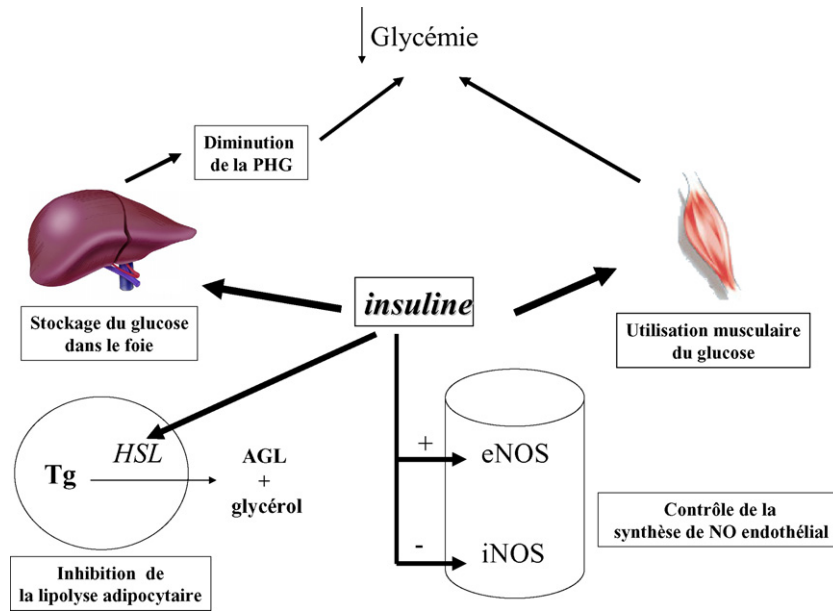 Glycémie
Diminution
de la PHG
insuline
Stockage du glucose
dans le foie
Utilisation musculaire
du glucose
HSL
Tg
AGL
+
glycérol
+
eNOS
-
iNOS
Contrôle de la
synthèse de NO endothélial
Inhibition de
la lipolyse adipocytaire